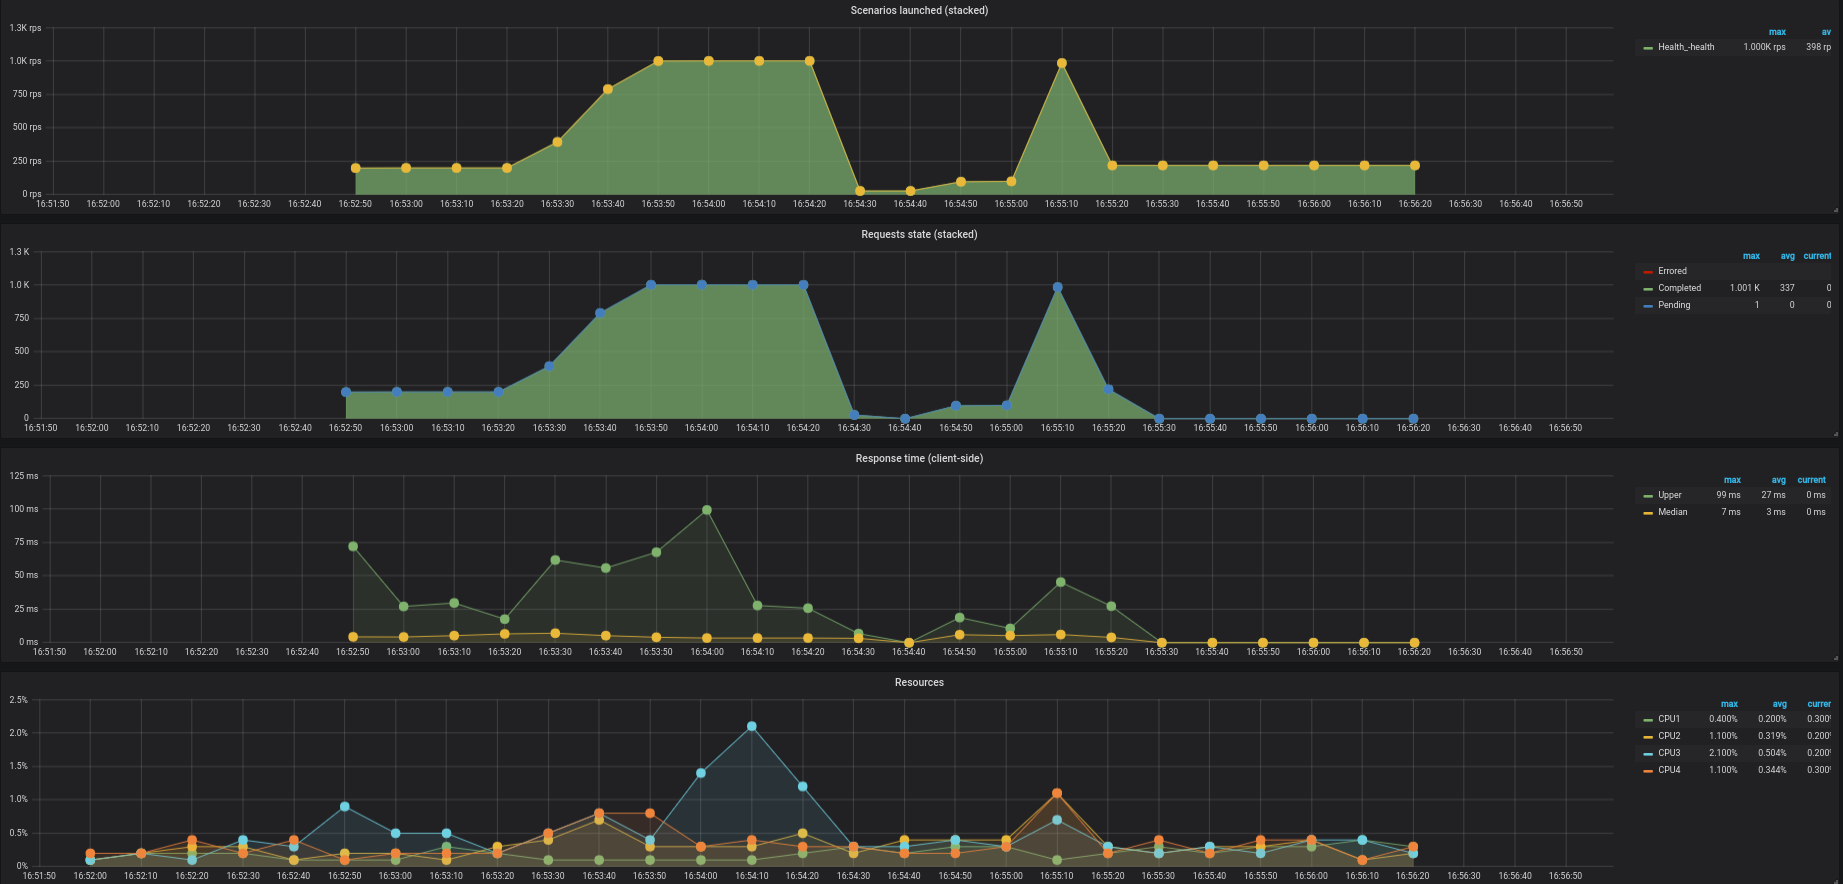 Scenarios launched (stacked)
1.3K rps
1.0K rps
750 rps
500 rps
250 rps
0 rps
16:51:50 16:52:00 16:52:10 16:52:20 16:52:30 16:52:40 16:52:50 16:53:00 16:53:10 16:53:20 16:53:30 16:53:40 16:53:50 16:54:00 16:54:10 16:54:20 16:54:30 16:54:40 16:54:50 16:55:00 16:55:10 16:55:20 16:55:30 16:55:40 16:55:50 16:56:00 16:56:10 16:56:20 16:56:30 16:56:40 16:56:50
max av
Health_-health 1.000K rps 398 rp
Requests state (stacked)
1.3 K
1.0 K
750
500
250
0
16:51:50 16:52:00 16:52:10 16:52:20 16:52:30 16:52:40 16:52:50 16:53:00 16:53:10 16:53:20 16:53:30 16:53:40 16:53:50 16:54:00 16:54:10 16:54:20 16:54:30 16:54:40 16:54:50 16:55:00 16:55:10 16:55:20 16:55:30 16:55:40 16:55:50 16:56:00 16:56:10 16:56:20 16:56:30 16:56:40 16:56:50
max avg current
Errored
Completed 1.001 K 337 0
Pending 1 0 0
Response time (client-side)
125 ms
100 ms
75 ms
50 ms
25 ms
0 ms
16:51:50 16:52:00 16:52:10 16:52:20 16:52:30 16:52:40 16:52:50 16:53:00 16:53:10 16:53:20 16:53:30 16:53:40 16:53:50 16:54:00 16:54:10 16:54:20 16:54:30 16:54:40 16:54:50 16:55:00 16:55:10 16:55:20 16:55:30 16:55:40 16:55:50 16:56:00 16:56:10 16:56:20 16:56:30 16:56:40 16:56:50
max avg current
Upper 99 ms 27 ms 0 ms
Median 7 ms 3 ms 0 ms
Resources
2.5%
2.0%
1.5%
1.0%
0.5%
0%
16:51:50 16:52:00 16:52:10 16:52:20 16:52:30 16:52:40 16:52:50 16:53:00 16:53:10 16:53:20 16:53:30 16:53:40 16:53:50 16:54:00 16:54:10 16:54:20 16:54:30 16:54:40 16:54:50 16:55:00 16:55:10 16:55:20 16:55:30 16:55:40 16:55:50 16:56:00 16:56:10 16:56:20 16:56:30 16:56:40 16:56:50
max avg currer
CPU1 0.400% 0.200% 0.300
CPU2 1.100% 0.319% 0.200
CPU3 2.100% 0.504% 0.200
CPU4 1.100% 0.344% 0.300